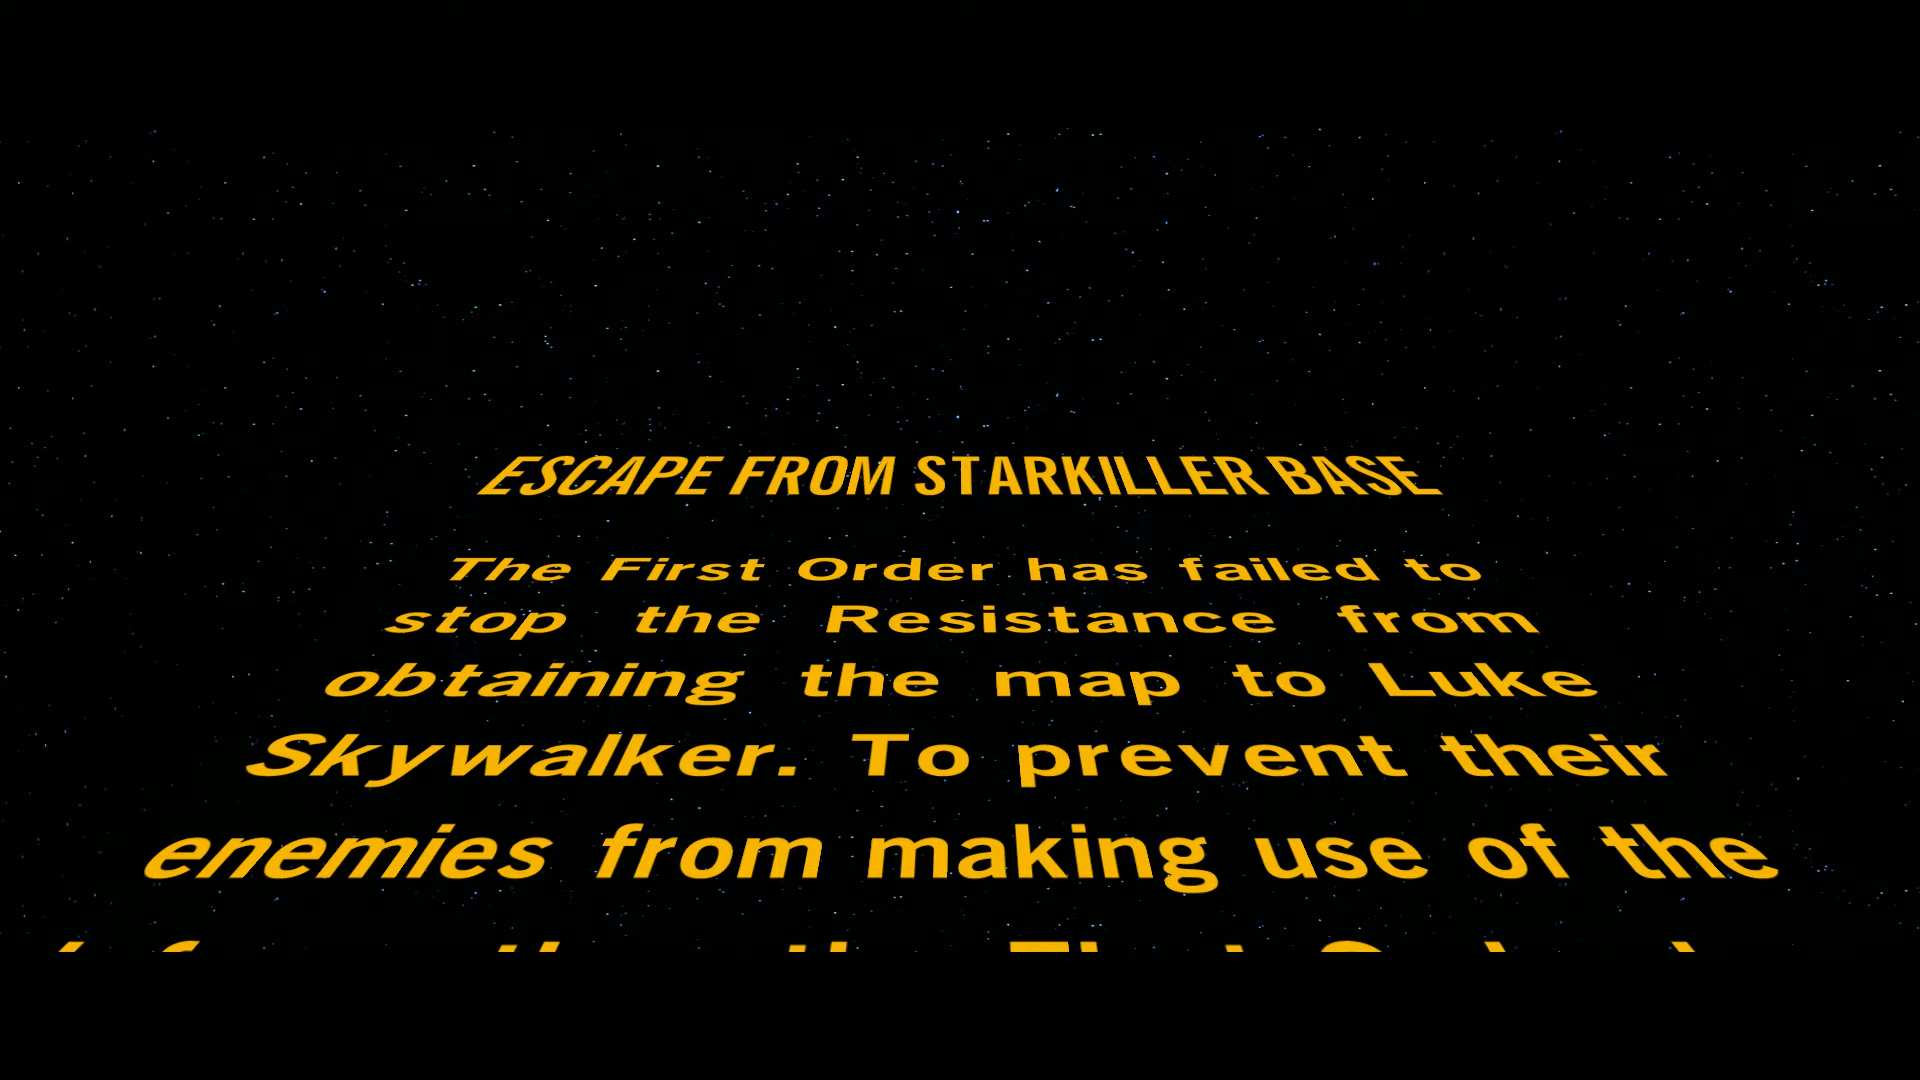 ESCAPE FROM STARKILLER BASE
The First Order has failed to
stop the Resistance from
obtaining the map to Luke
Skywalker. To prevent their
enemies from making use of the